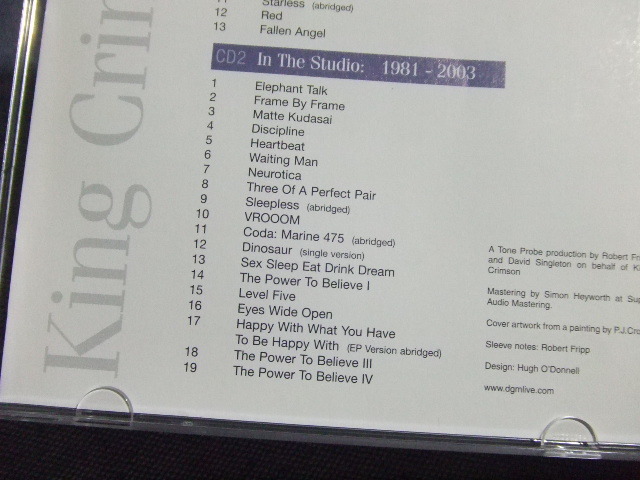 11 Starless (abridged)
12 Red
13 Fallen Angel
CD2 In The Studio: 1981 - 2003
1 Elephant Talk
2 Frame By Frame
3 Matte Kudasai
4 Discipline
5 Heartbeat
6 Waiting Man
7 Neurotica
8 Three Of A Perfect Pair
9 Sleepless (abridged)
10 VROOOM
11 Coda: Marine 475 (abridged)
12 Dinosaur (single version)
13 Sex Sleep Eat Drink Dream
14 The Power To Believe I
15 Level Five
16 Eyes Wide Open
17 Happy With What You Have
To Be Happy With (EP Version abridged)
18 The Power To Believe III
19 The Power To Believe IV
King Crim
A Tone Probe production by Robert Fri
and David Singleton on behalf of Ki
Crimson
Mastering by Simon Heyworth at Sup
Audio Mastering.
Cover artwork from a painting by P.J.Cro
Sleeve notes: Robert Fripp
Design: Hugh O'Donnell
www.dgmlive.com